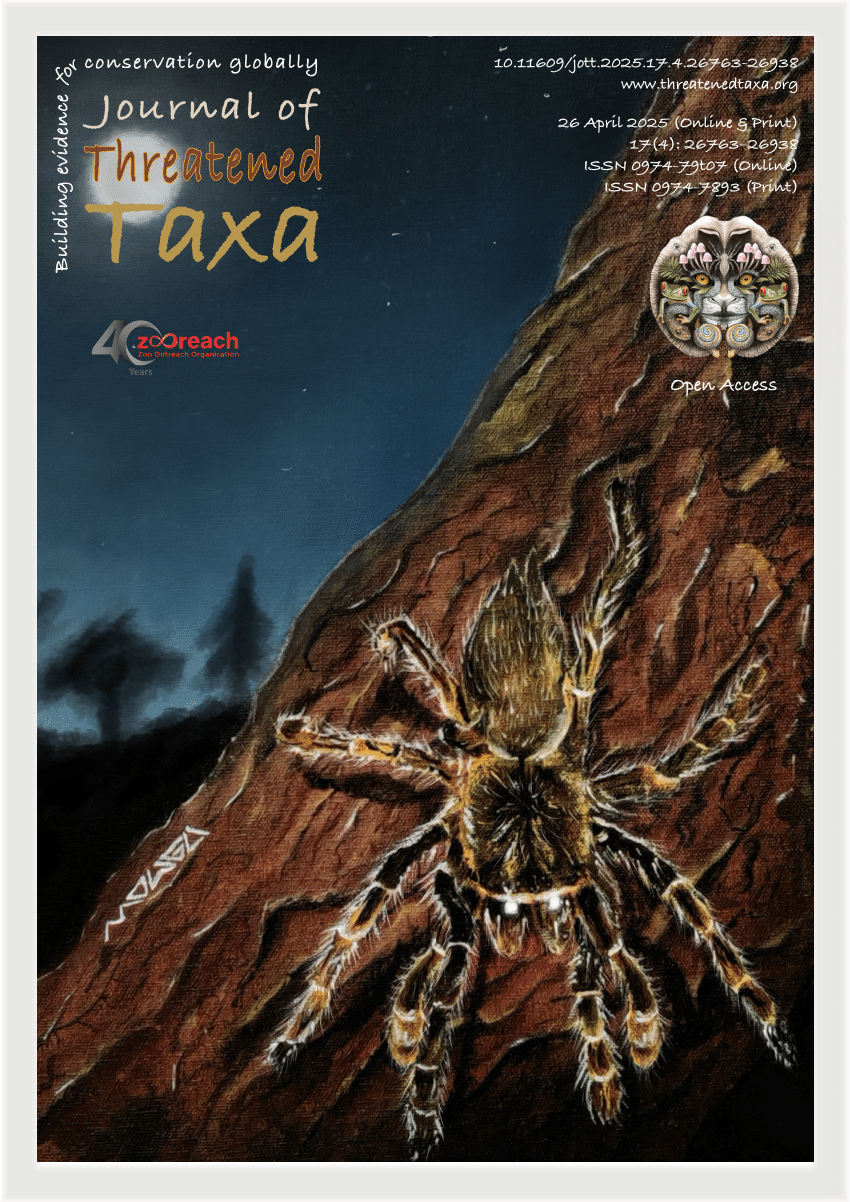 Building evidence for conservation globally
Journal of
Threatened
Taxa
10.11609/jott.2025.17.4.26763-26938
www.threatenedtaxa.org
26 April 2025 (Online & Print)
17(4): 26763-26938
ISSN 0974-79t07 (Online)
ISSN 0974-7893 (Print)
Open Access
40 zooreach
Zoo Outreach Organisation
Years